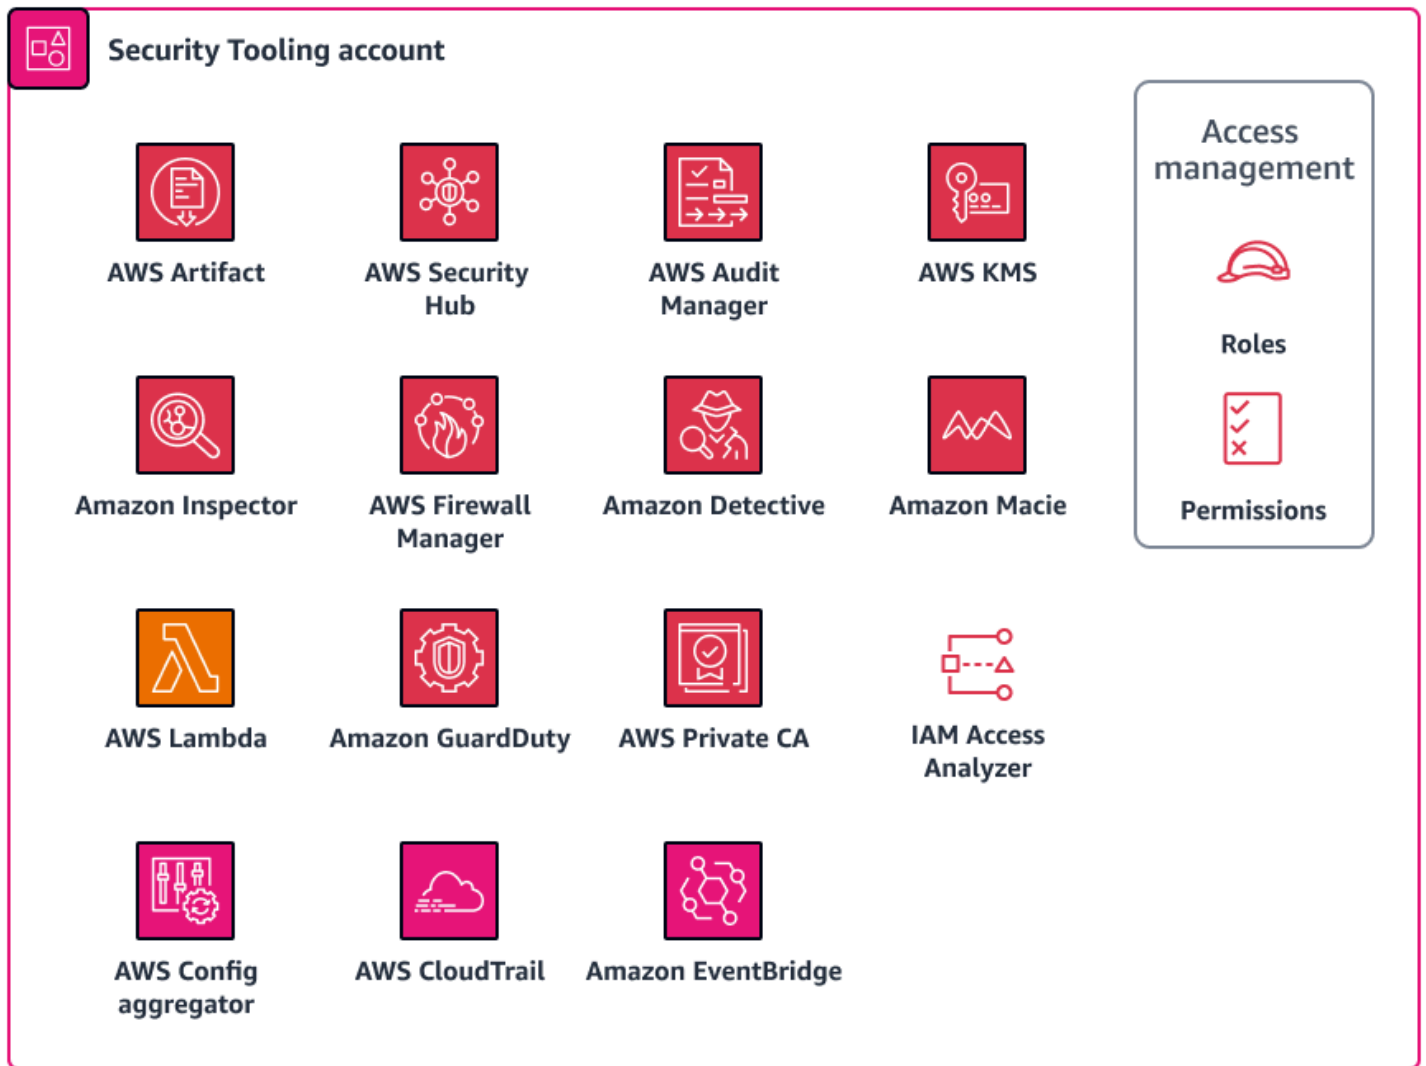 Security Tooling account
Access
management
AWS Artifact
AWS Security
Hub
AWS Audit
Manager
AWS KMS
Roles
Amazon Inspector
AWS Firewall
Manager
Amazon Detective
Amazon Macie
Permissions
AWS Lambda
Amazon GuardDuty
AWS Private CA
IAM Access
Analyzer
AWS Config
aggregator
AWS CloudTrail
Amazon EventBridge